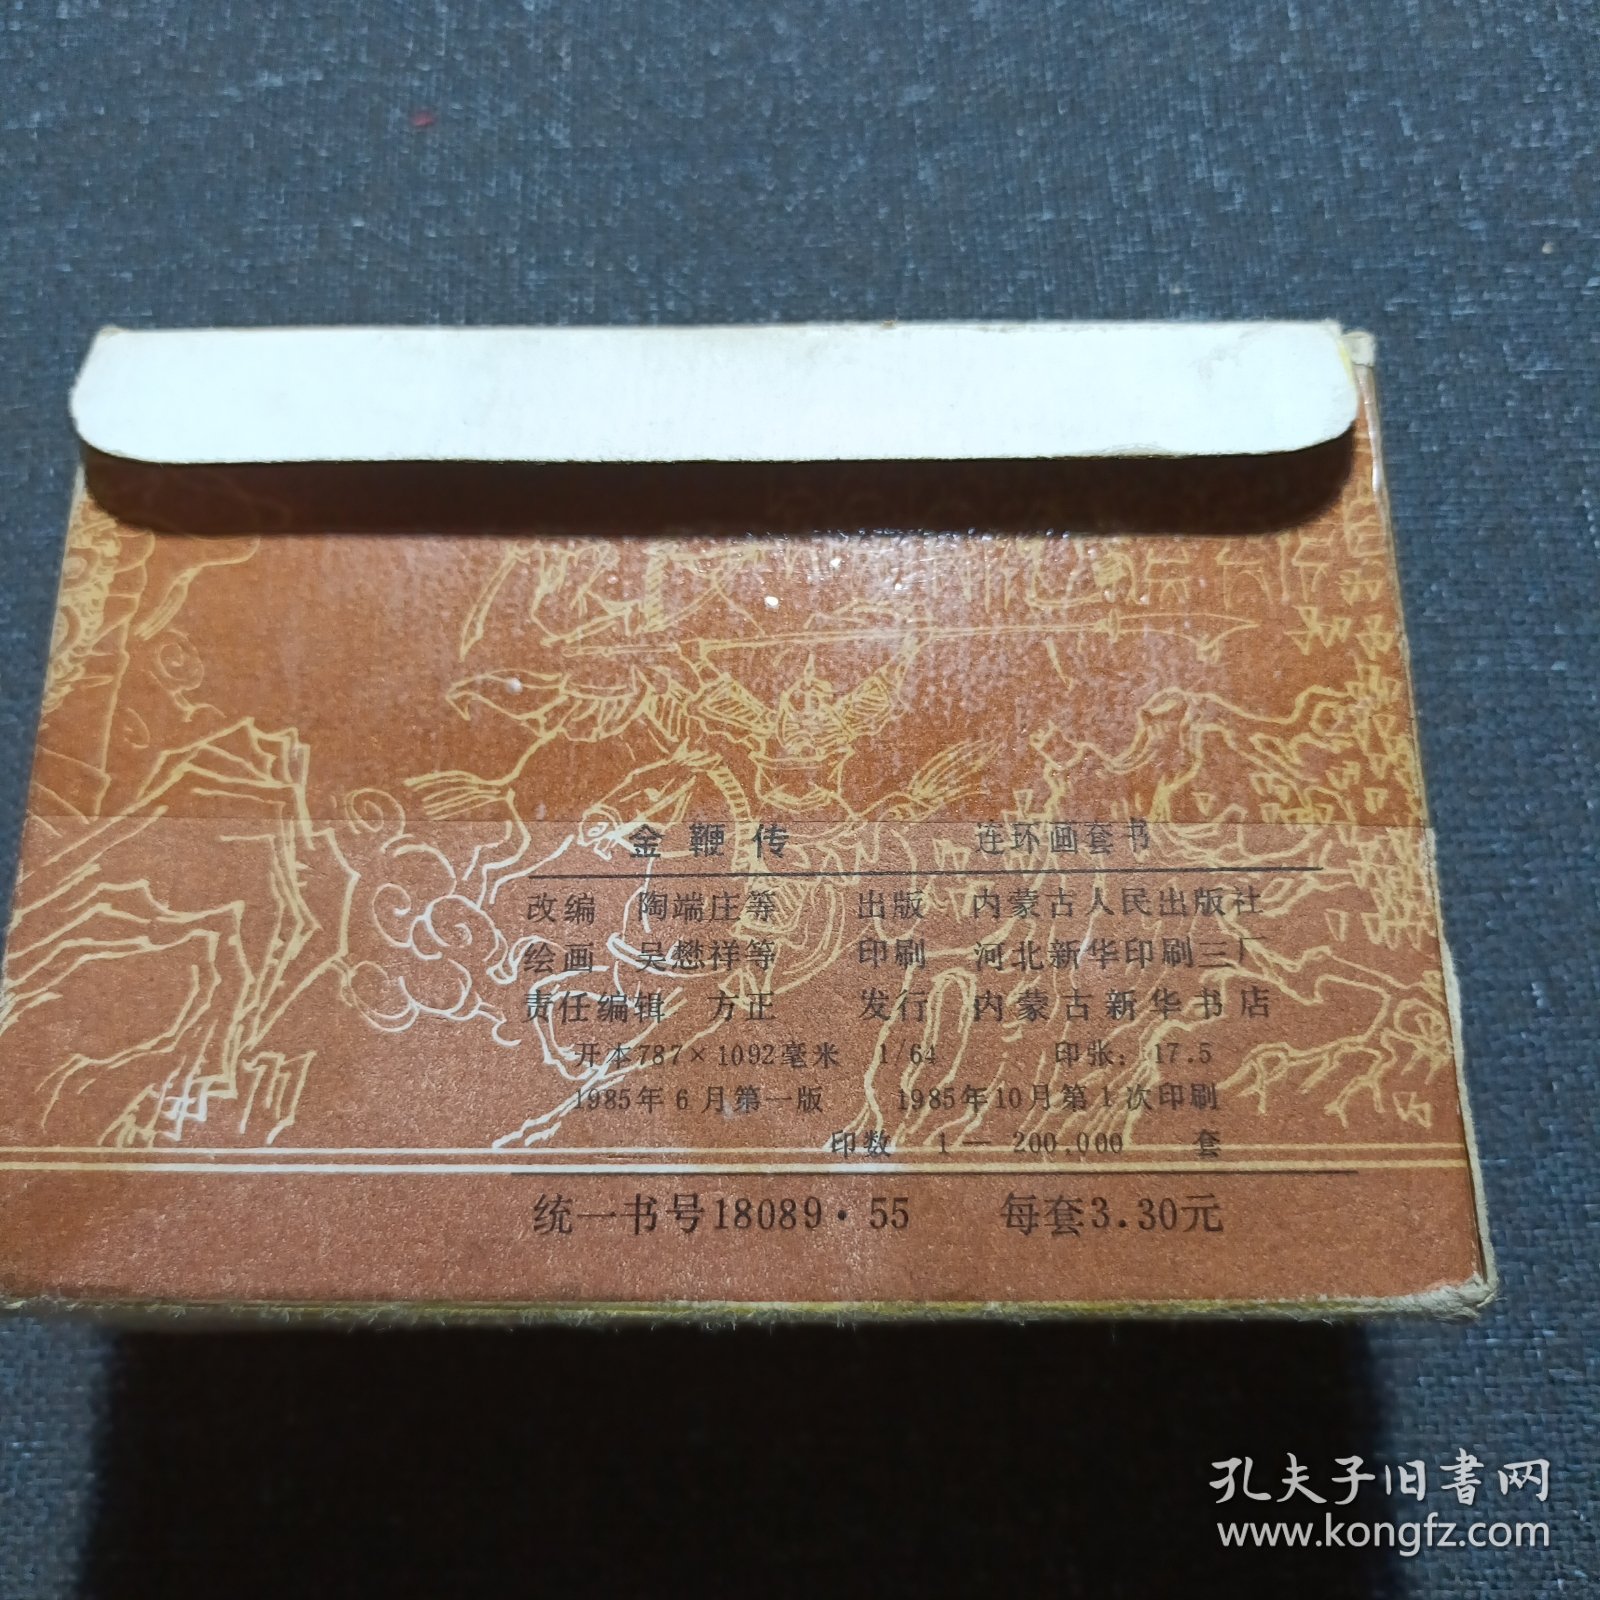 金鞭传 连环画套书
改编 陶端庄等 出版 内蒙古人民出版社
绘画 吴懋祥等 印刷 河北新华印刷三厂
责任编辑 方正 发行 内蒙古新华书店
开本787×1092毫米 1/64 印张:17.5
1985年6月第一版 1985年10月第1次印刷
印数 1—200,000 套
统一书号18089·55 每套3.30元
孔夫子旧书网
www.kongfz.com